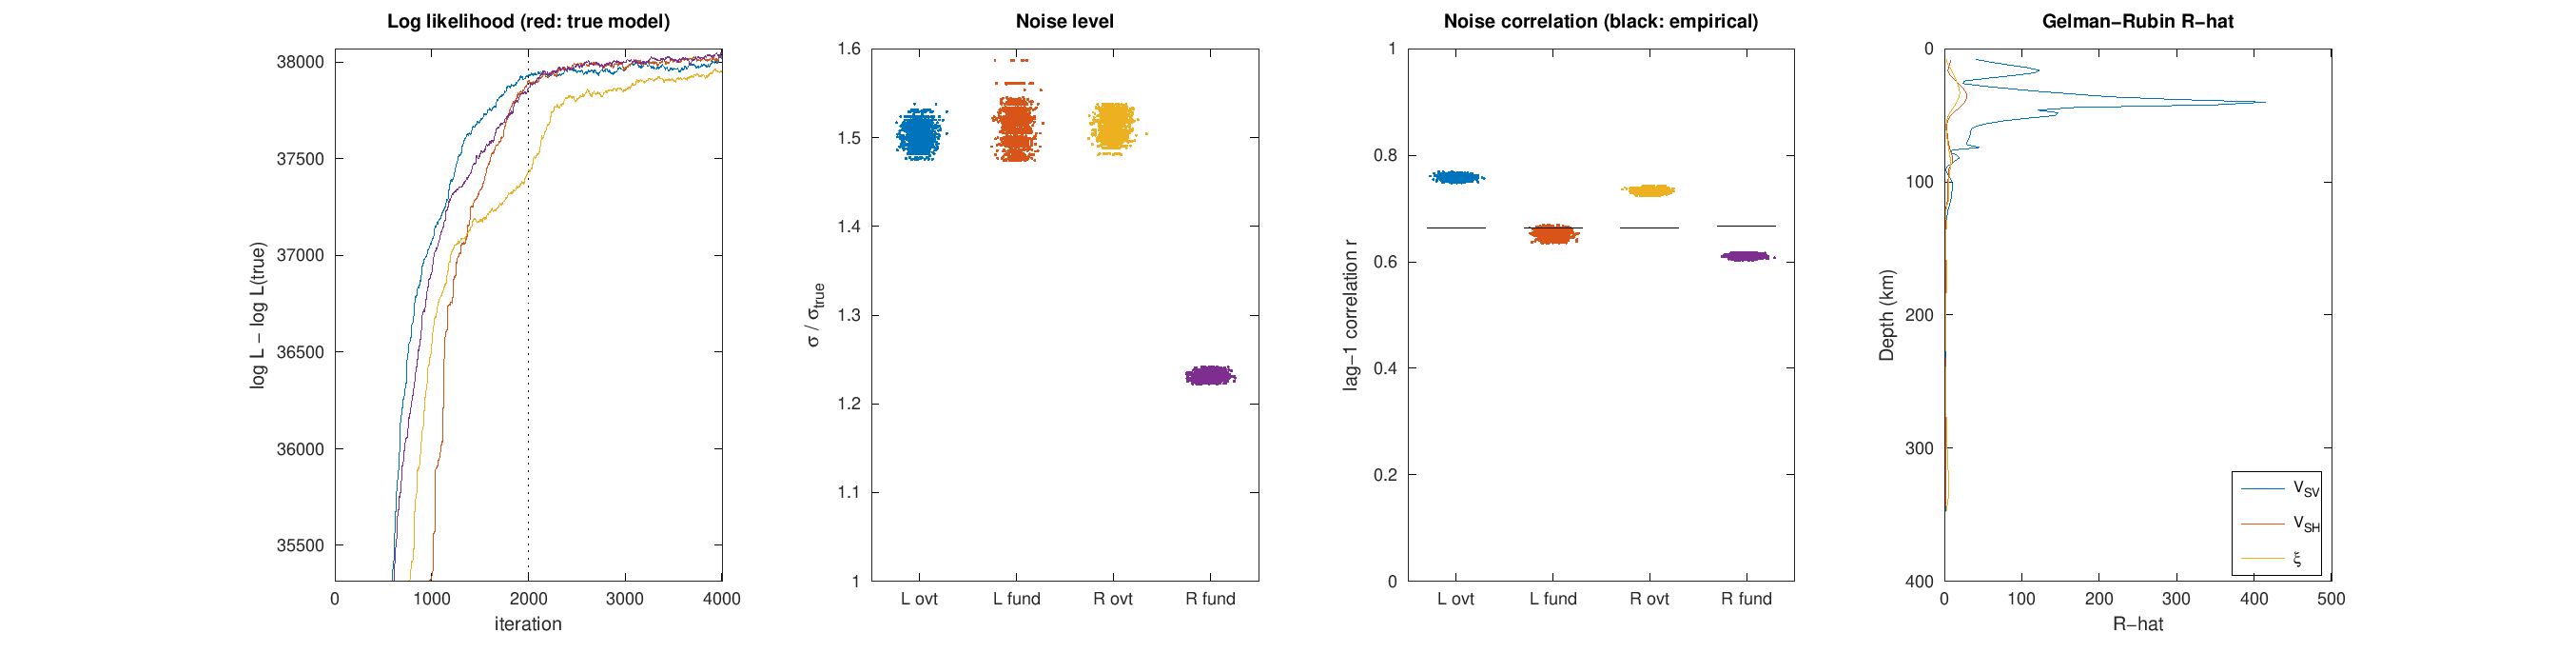 Log likelihood (red: true model)
log L − log L(true)
38000
37500
37000
36500
36000
35500
0
1000
2000
3000
4000
iteration
Noise level
σ / σtrue
1.6
1.5
1.4
1.3
1.2
1.1
1
L ovt
L fund
R ovt
R fund
Noise correlation (black: empirical)
lag−1 correlation r
1
0.8
0.6
0.4
0.2
0
L ovt
L fund
R ovt
R fund
Gelman−Rubin R−hat
Depth (km)
0
100
200
300
400
VSV
VSH
ξ
0
100
200
300
400
500
R−hat